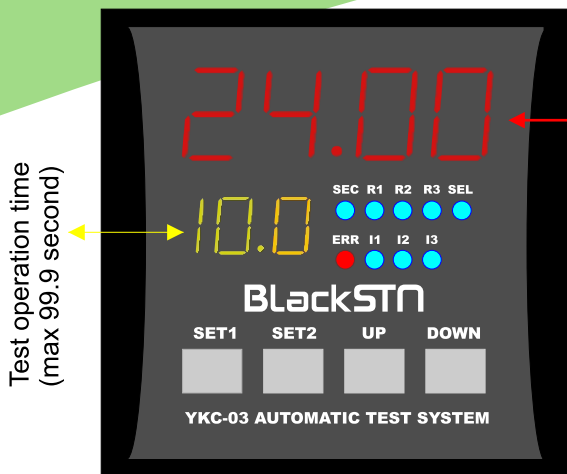 24.00
10.0
SEC R1 R2 R3 SEL
ERR I1 I2 I3
BLackSTN
SET1 SET2 UP DOWN
YKC-03 AUTOMATIC TEST SYSTEM
Test operation time
(max 99.9 second)